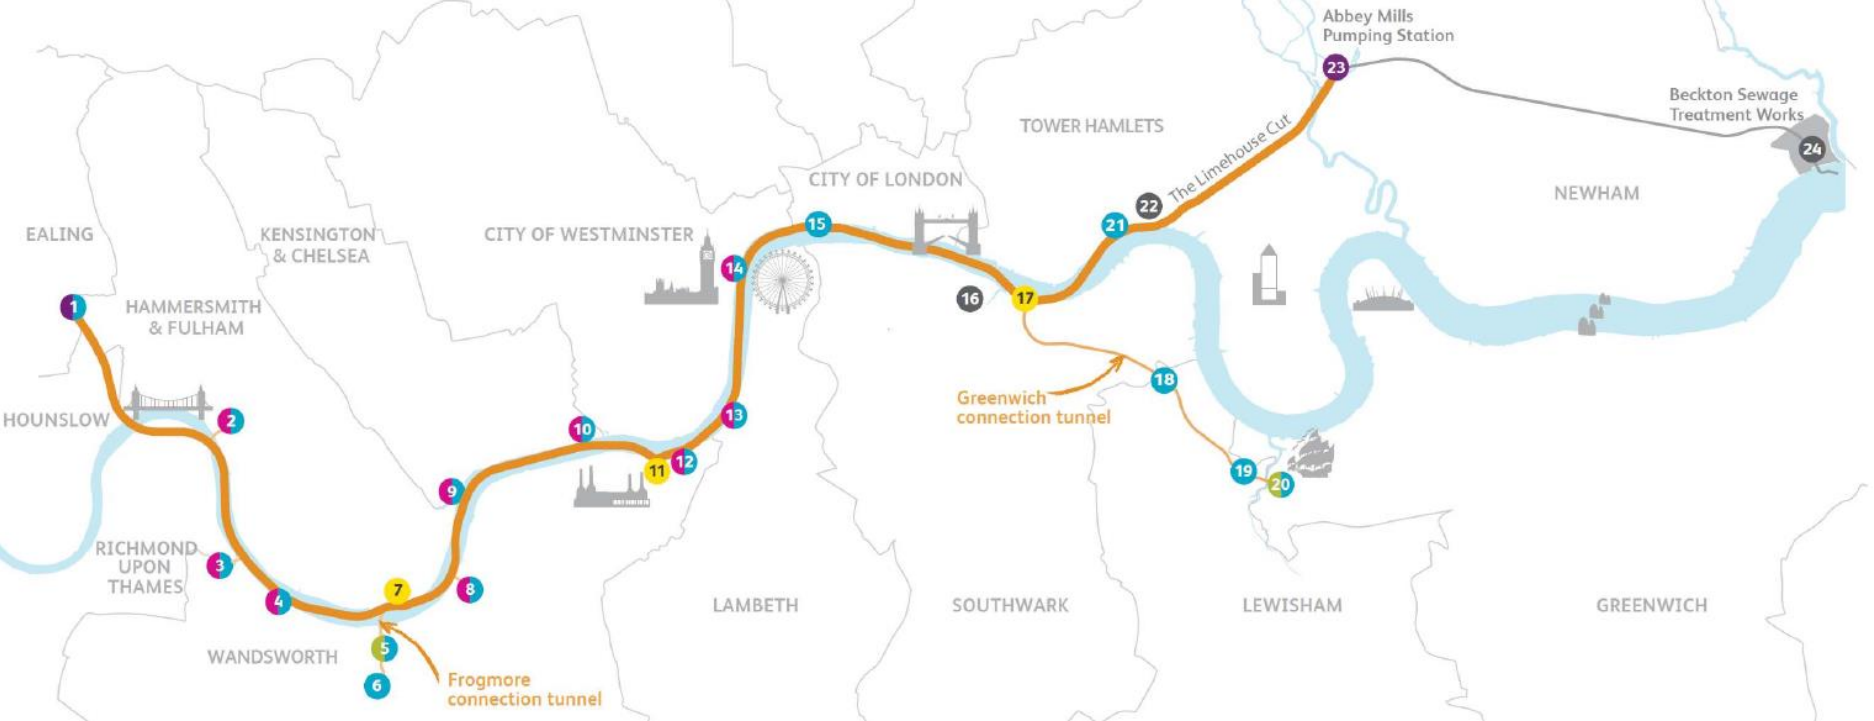 Abbey Mills
Pumping Station
23
Beckton Sewage
Treatment Works
24
TOWER HAMLETS
The Limehouse Cut
CITY OF LONDON
NEWHAM
22
21
15
EALING
KENSINGTON
& CHELSEA
CITY OF WESTMINSTER
14
16
17
1
HAMMERSMITH
& FULHAM
18
Greenwich
connection tunnel
HOUNSLOW
2
10
13
11
12
19
20
9
RICHMOND
UPON
THAMES
3
4
7
8
LAMBETH
SOUTHWARK
LEWISHAM
GREENWICH
WANDSWORTH
5
6
Frogmore
connection tunnel